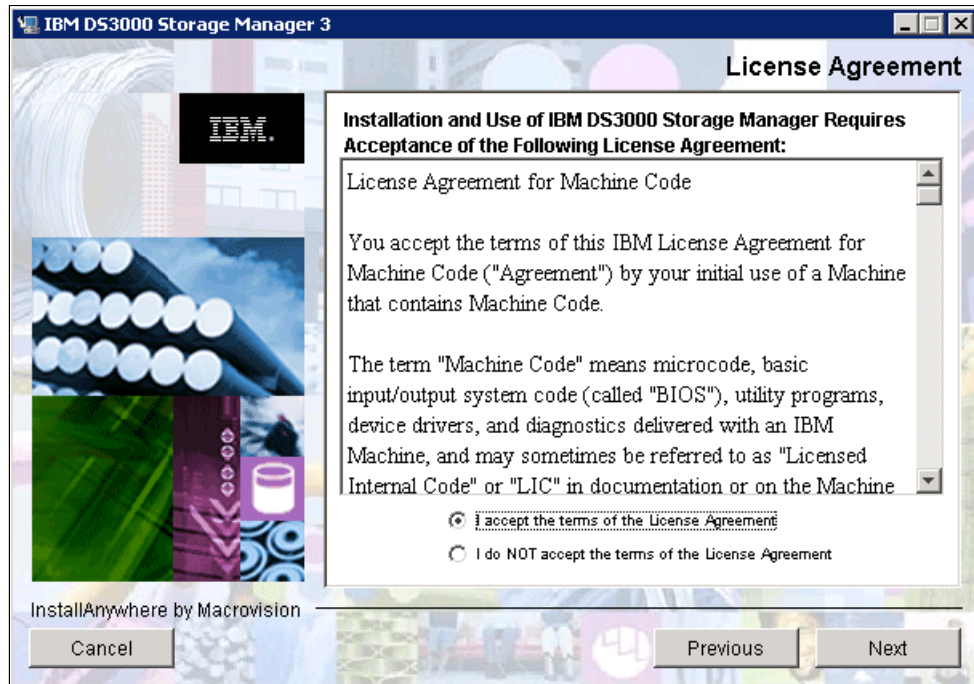 IBM DS3000 Storage Manager 3
License Agreement
IBM.
Installation and Use of IBM DS3000 Storage Manager Requires
Acceptance of the Following License Agreement:
License Agreement for Machine Code
You accept the terms of this IBM License Agreement for
Machine Code ("Agreement") by your initial use of a Machine
that contains Machine Code.
The term "Machine Code" means microcode, basic
input/output system code (called "BIOS"), utility programs,
device drivers, and diagnostics delivered with an IBM
Machine, and may sometimes be referred to as "Licensed
Internal Code" or "LIC" in documentation or on the Machine
I accept the terms of the License Agreement
I do NOT accept the terms of the License Agreement
InstallAnywhere by Macrovision
Cancel
Previous
Next